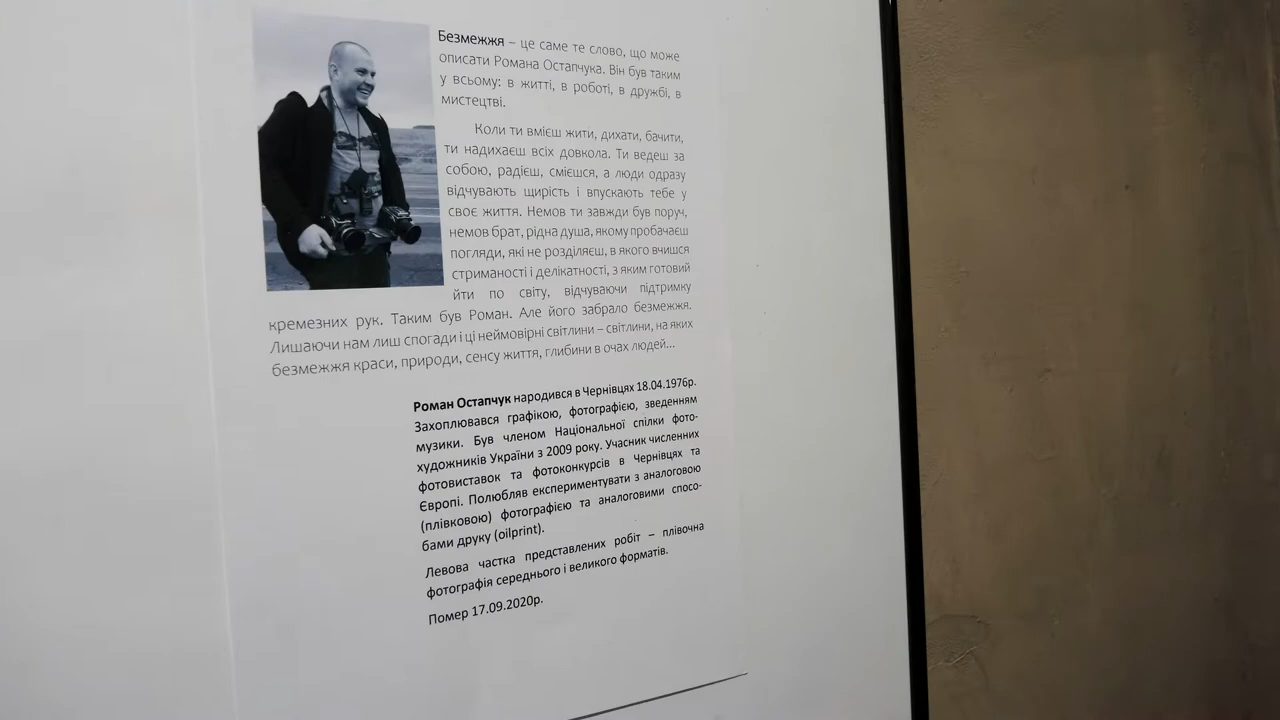 Безмежжя – це саме те слово, що може
описати Романа Остапчука. Він був таким
у всьому: в житті, в роботі, в дружбі, в
мистецтві.
Коли ти вмієш жити, дихати, бачити,
ти надихаєш всіх довкола. Ти ведеш за
собою, радієш, смієшся, а люди одразу
відчувають щирість і впускають тебе у
своє життя. Немов ти завжди був поруч,
немов брат, рідна душа, якому пробачаєш
погляди, які не розділяєш, в якого вчишся
стриманості і делікатності, з яким готовий
йти по світу, відчуваючи підтримку
кремезних рук. Таким був Роман. Але його забрало безмежжя.
Лишаючи нам лиш спогади і ці неймовірні світлини – світлини, на яких
безмежжя краси, природи, сенсу життя, глибини в очах людей...
Роман Остапчук народився в Чернівцях 18.04.1976р.
Захоплювався графікою, фотографією, зведенням
музики. Був членом Національної спілки фото-
художників України з 2009 року. Учасник численних
фотовиставок та фотоконкурсів в Чернівцях та
Європі. Полюбляв експериментувати з аналоговою
(плівковою) фотографією та аналоговими спосо-
бами друку (oilprint).
Левова частка представлених робіт – плівочна
фотографія середнього і великого форматів.
Помер 17.09.2020р.